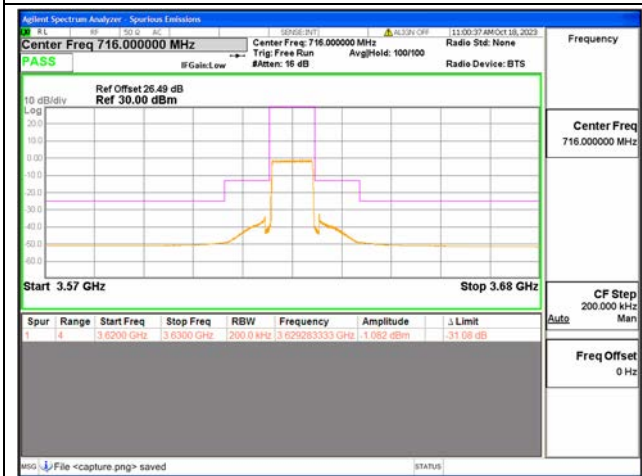 Agilent Spectrum Analyzer - Spurious Emissions
RL RF 50 Ω AC SENSE:INT ALIGN OFF 11:00:37 AM Oct 18, 2023
Center Freq 716.000000 MHz Center Freq: 716.000000 MHz Radio Std: None Frequency
PASS Trig: Free Run Avg|Hold: 100/100
IFGain:Low #Atten: 16 dB Radio Device: BTS
Ref Offset 26.49 dB
10 dB/div Ref 30.00 dBm
Log
20.0
10.0
0.00
-10.0
-20.0
-30.0
-40.0
-50.0
-60.0
Start 3.57 GHz Stop 3.68 GHz
Center Freq
716.000000 MHz
CF Step
200.000 kHz
Auto Man
Freq Offset
0 Hz
Spur Range Start Freq Stop Freq RBW Frequency Amplitude Δ Limit
1 4 3.6200 GHz 3.6300 GHz 200.0 kHz 3.629283333 GHz -1.082 dBm -31.08 dB
MSG File <capture.png> saved STATUS